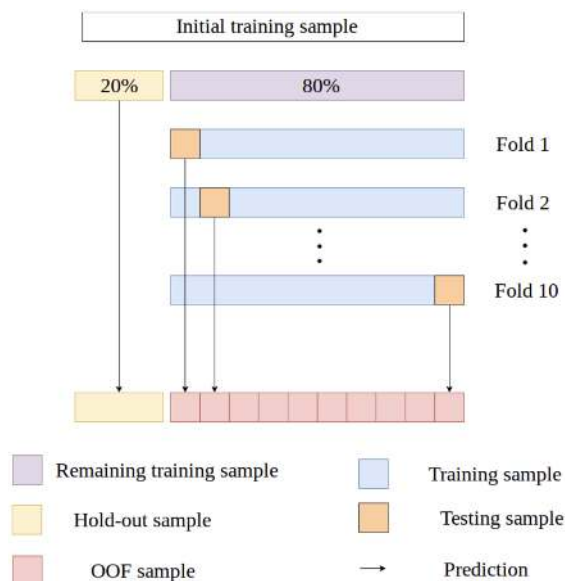 Initial training sample
20% 80%
Fold 1
Fold 2
Fold 10
Remaining training sample Training sample
Hold-out sample Testing sample
OOF sample Prediction